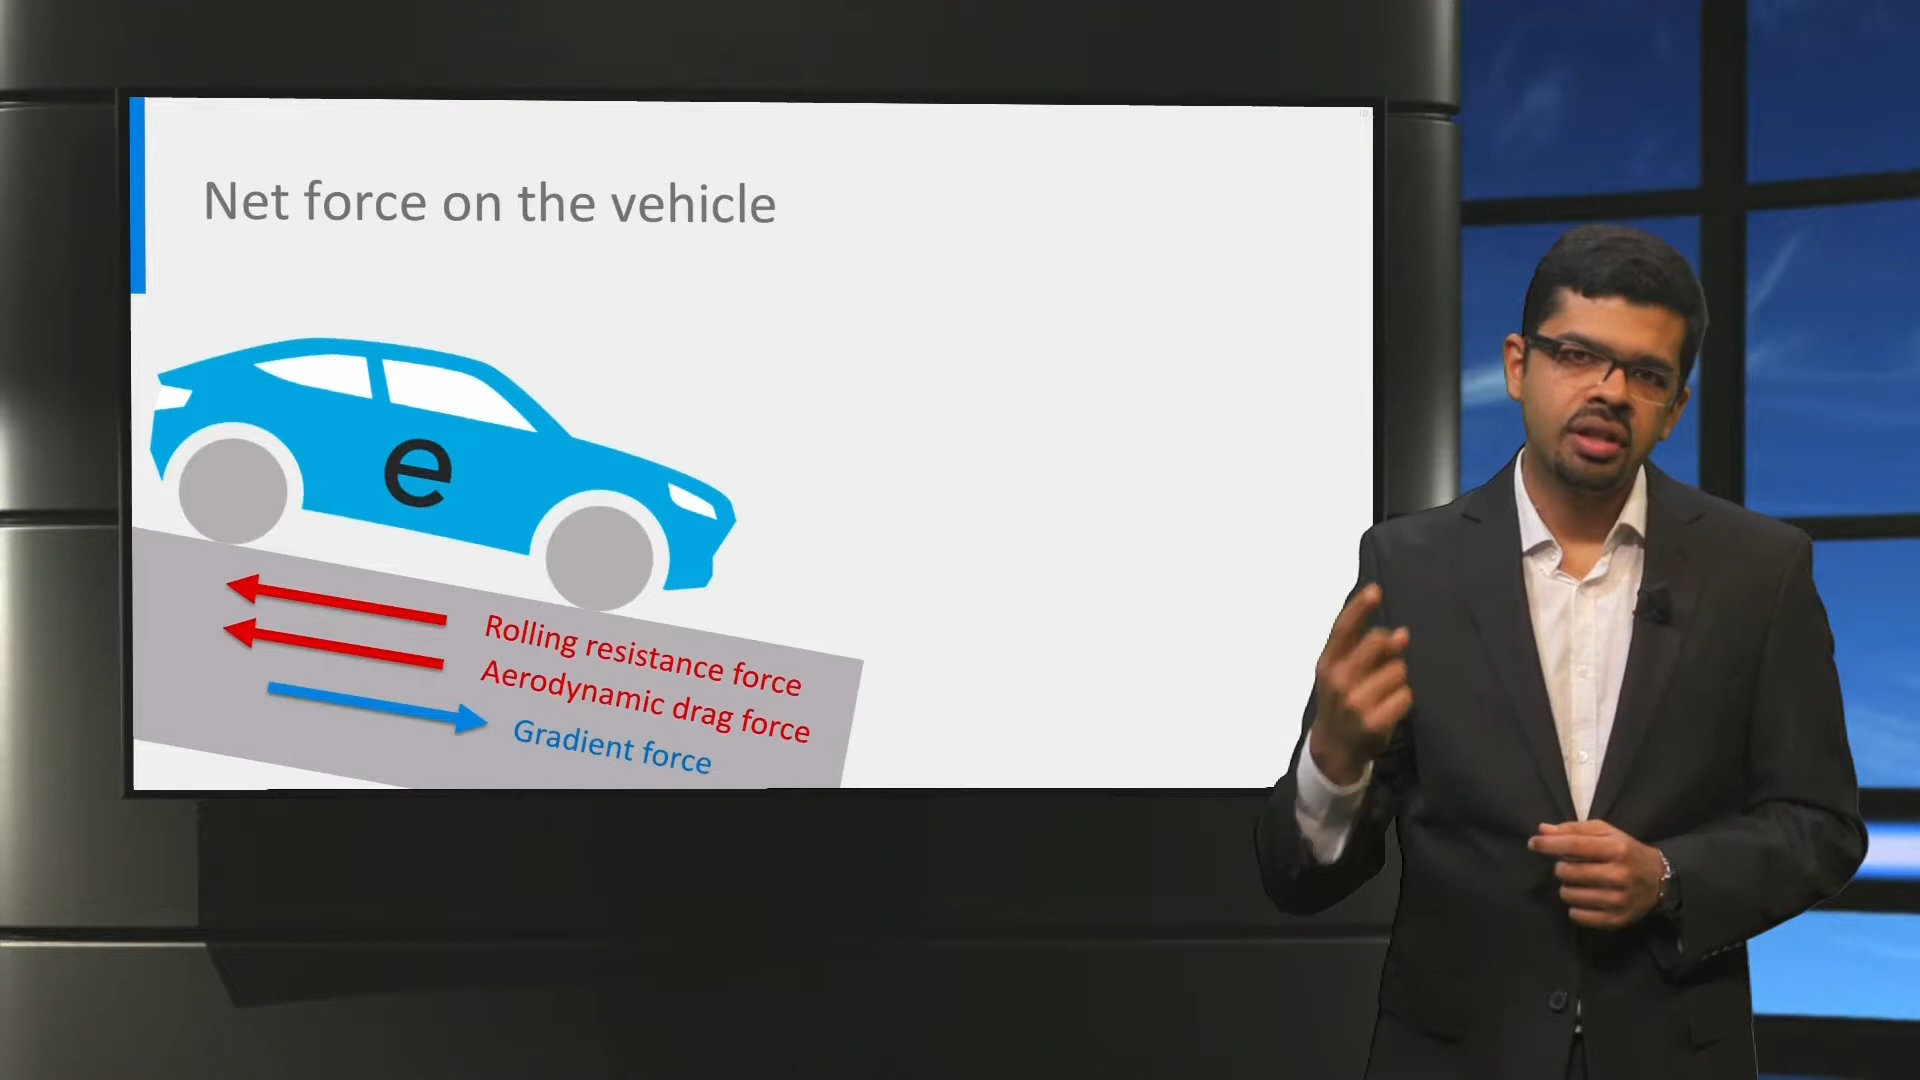 Net force on the vehicle
e
Rolling resistance force
Aerodynamic drag force
Gradient force